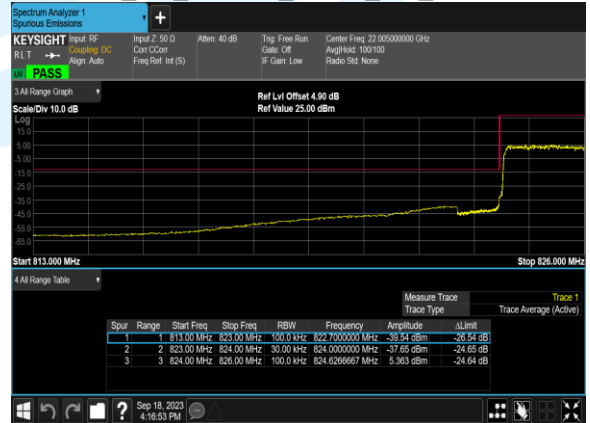 Spectrum Analyzer 1
Spurious Emissions
KEYSIGHT Input: RF Input Z: 50 Ω Atten: 40 dB Trig: Free Run Center Freq: 22.005000000 GHz
RLT Coupling: DC Corr CCorr Gate: Off Avg|Hold: 100/100
Align: Auto Freq Ref: Int (S) IF Gain: Low Radio Std: None
PASS
3 All Range Graph
Ref Lvl Offset 4.90 dB
Scale/Div 10.0 dB Ref Value 25.00 dBm
Log
15.0
5.00
-5.00
-15.0
-25.0
-35.0
-45.0
-55.0
-65.0
Start 813.000 MHz Stop 826.000 MHz
4 All Range Table
Measure Trace Trace 1
Trace Type Trace Average (Active)
Spur Range Start Freq Stop Freq RBW Frequency Amplitude ΔLimit
1 1 813.00 MHz 823.00 MHz 100.0 kHz 822.7000000 MHz -39.54 dBm -26.54 dB
2 2 823.00 MHz 824.00 MHz 30.00 kHz 824.0000000 MHz -37.65 dBm -24.65 dB
3 3 824.00 MHz 826.00 MHz 100.0 kHz 824.6266667 MHz 5.363 dBm -24.64 dB
Sep 18, 2023
4:16:53 PM